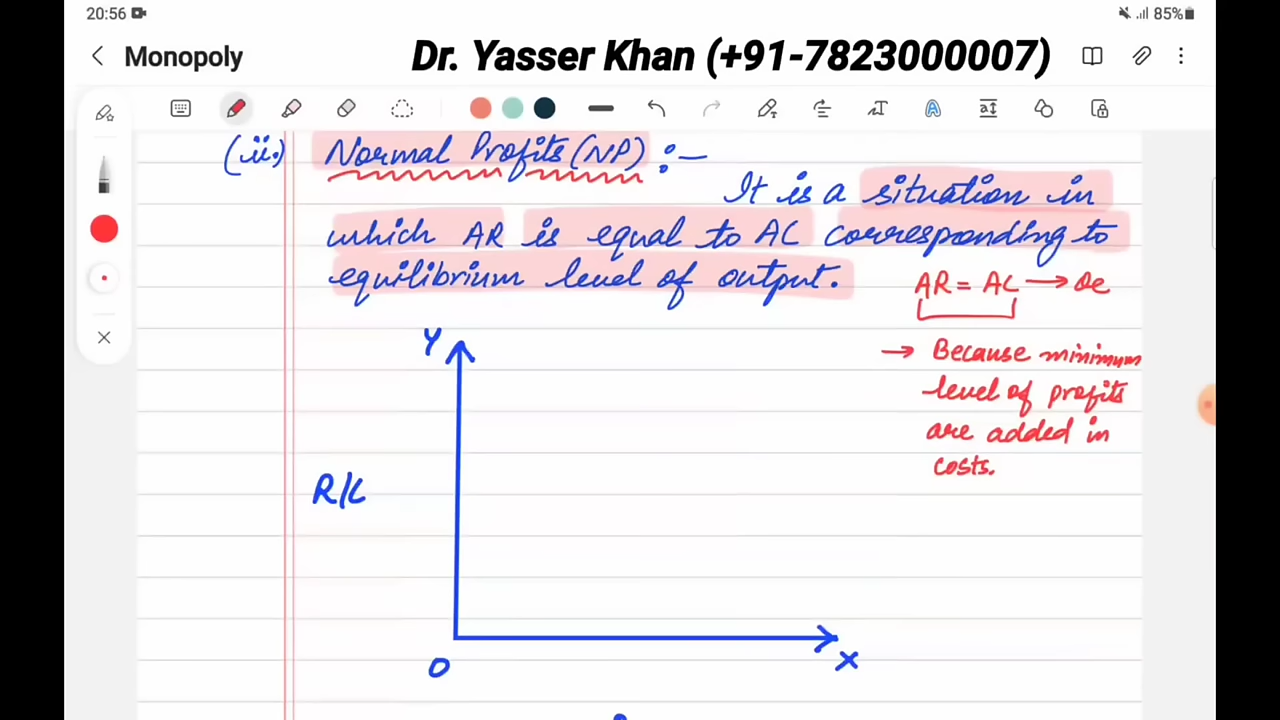 20:56
85%
Monopoly
Dr. Yasser Khan (+91-7823000007)
(ii.) Normal Profits (NP) :-
It is a situation in
which AR is equal to AC corresponding to
equilibrium level of output.
AR = AC → Oe
→ Because minimum
level of profits
are added in
costs.
Y
R/C
O
X